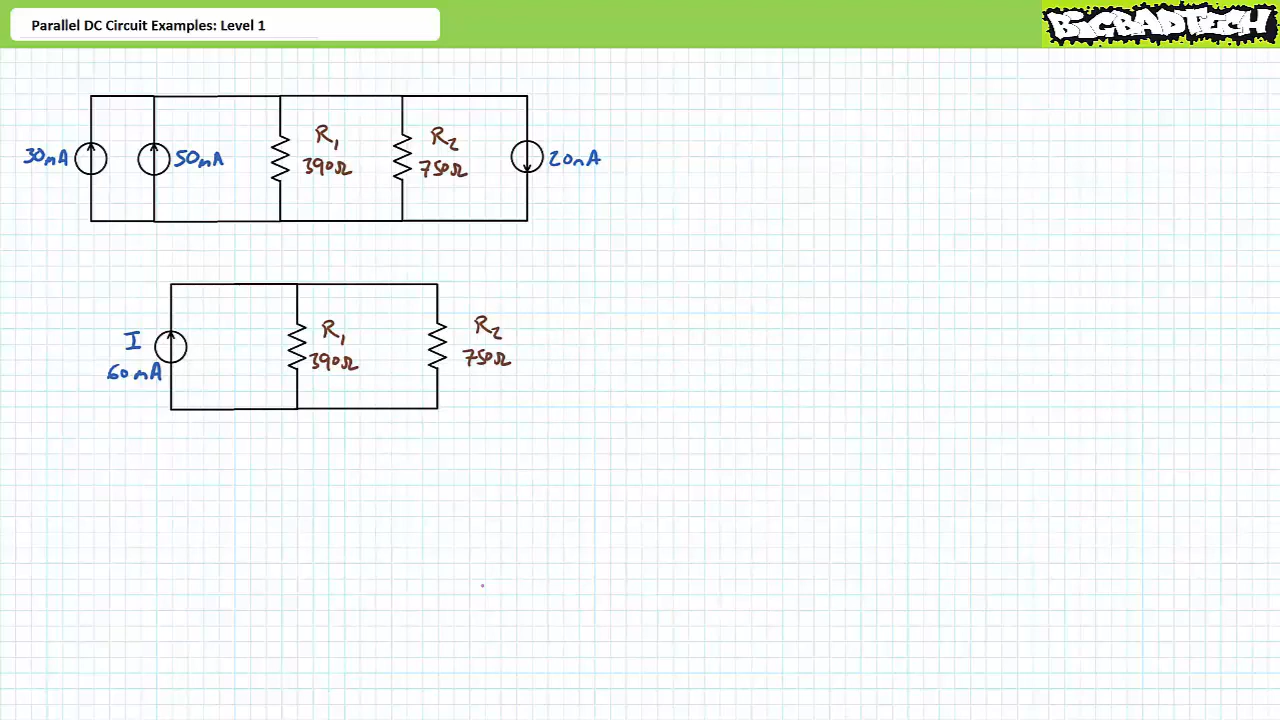 Parallel DC Circuit Examples: Level 1
BIGBADTECH
30mA
50mA
R1
390Ω
R2
750Ω
20mA
I
60mA
R1
390Ω
R2
750Ω